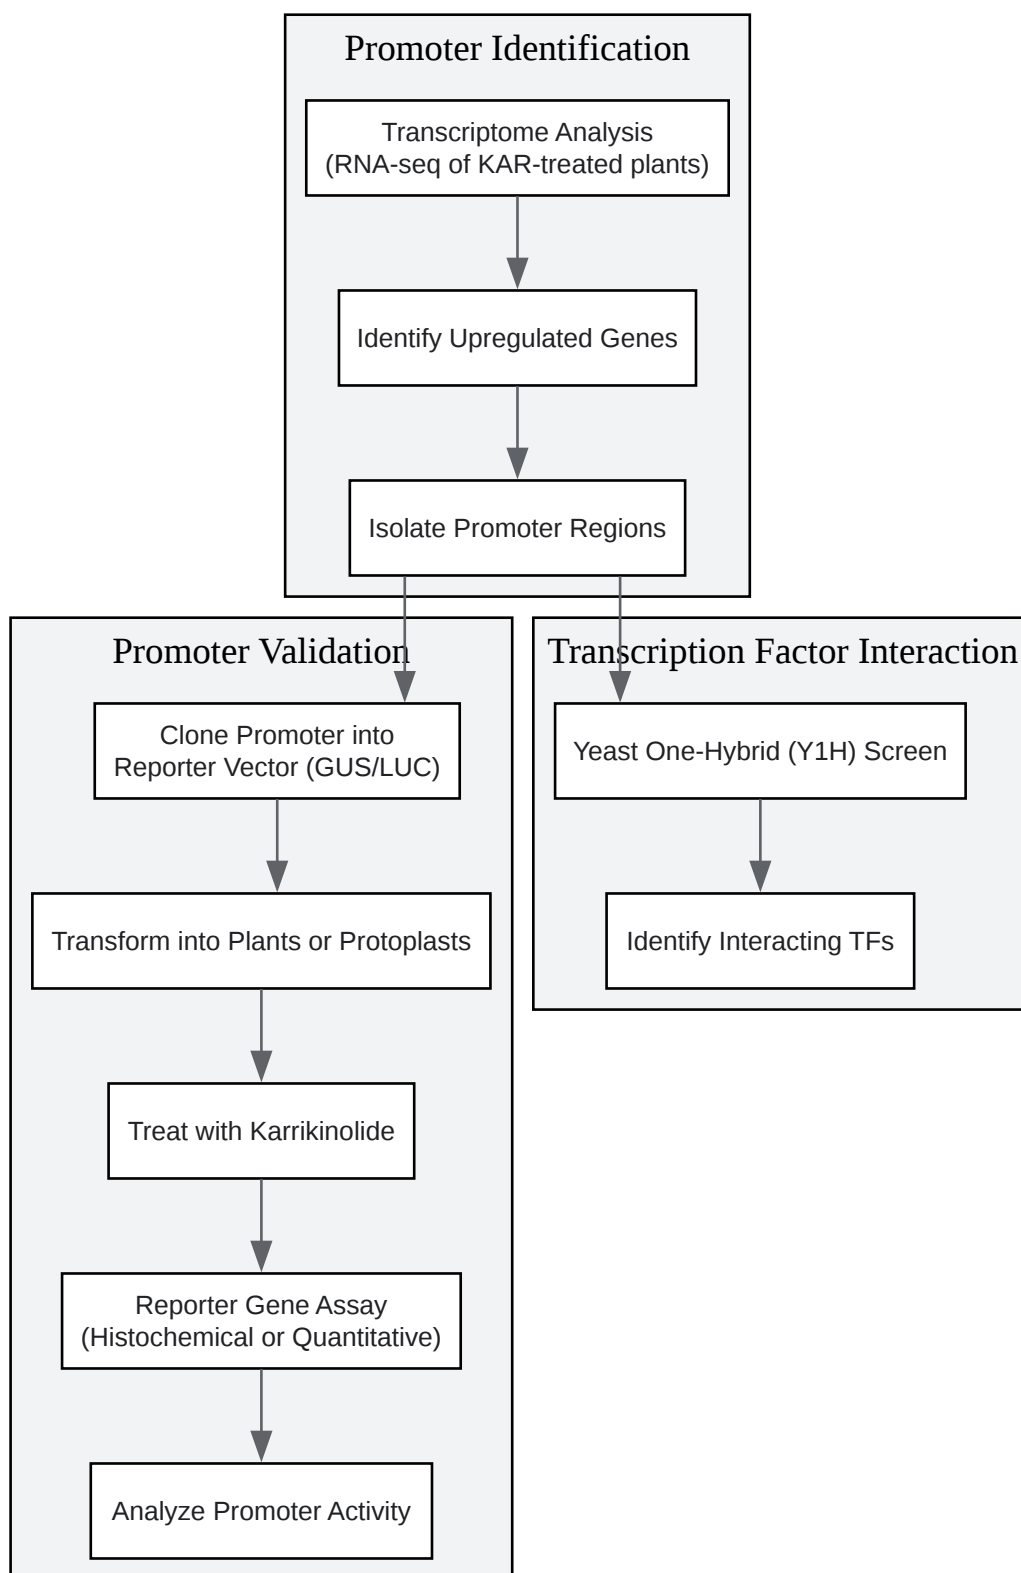 Promoter Identification
Transcriptome Analysis
(RNA-seq of KAR-treated plants)
Identify Upregulated Genes
Isolate Promoter Regions
Promoter Validation
Clone Promoter into
Reporter Vector (GUS/LUC)
Transform into Plants or Protoplasts
Treat with Karrikinolide
Reporter Gene Assay
(Histochemical or Quantitative)
Analyze Promoter Activity
Transcription Factor Interaction
Yeast One-Hybrid (Y1H) Screen
Identify Interacting TFs